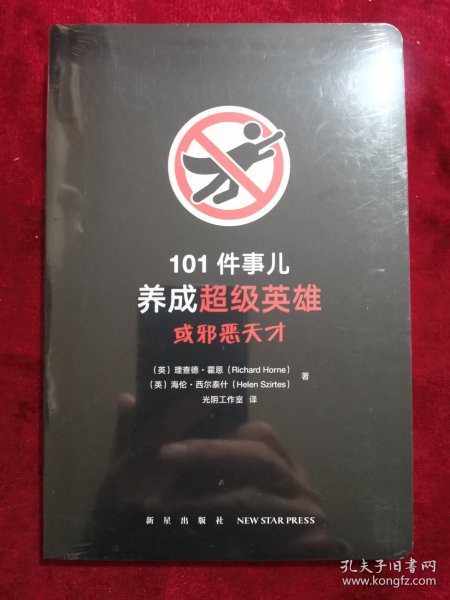 101 件事儿
养成超级英雄
或邪恶天才
（英）理查德·霍恩（Richard Horne）
（英）海伦·西尔泰什（Helen Szirtes）
著
光阴工作室 译
新星出版社 NEW STAR PRESS
孔夫子旧书网
www.kongfz.com